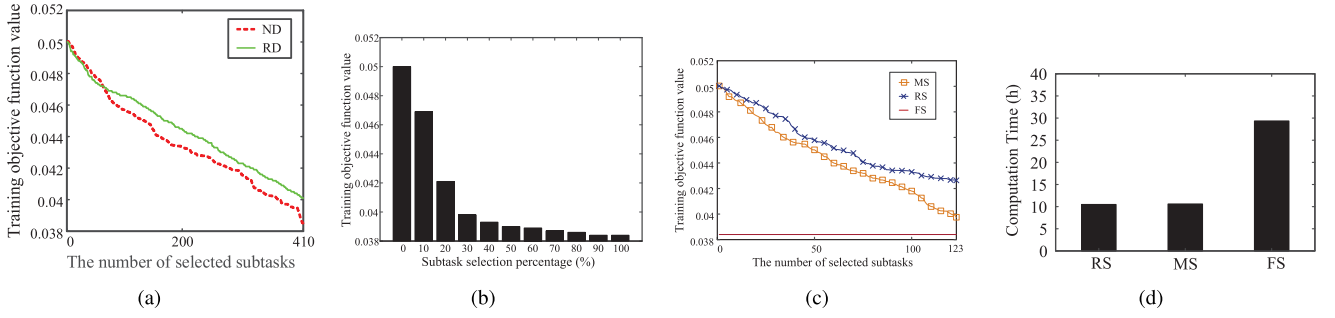 Training objective function value
0.052
0.05
0.048
0.046
0.044
0.042
0.04
0.038
ND
RD
0
200
410
The number of selected subtasks
(a)
Training objective function value
0.052
0.05
0.048
0.046
0.044
0.042
0.04
0.038
0 10 20 30 40 50 60 70 80 90 100
Subtask selection percentage (%)
(b)
Training objective function value
0.052
0.05
0.048
0.046
0.044
0.042
0.04
0.038
MS
RS
FS
0
50
100
123
The number of selected subtasks
(c)
Computation Time (h)
40
35
30
25
20
15
10
5
0
RS MS FS
(d)